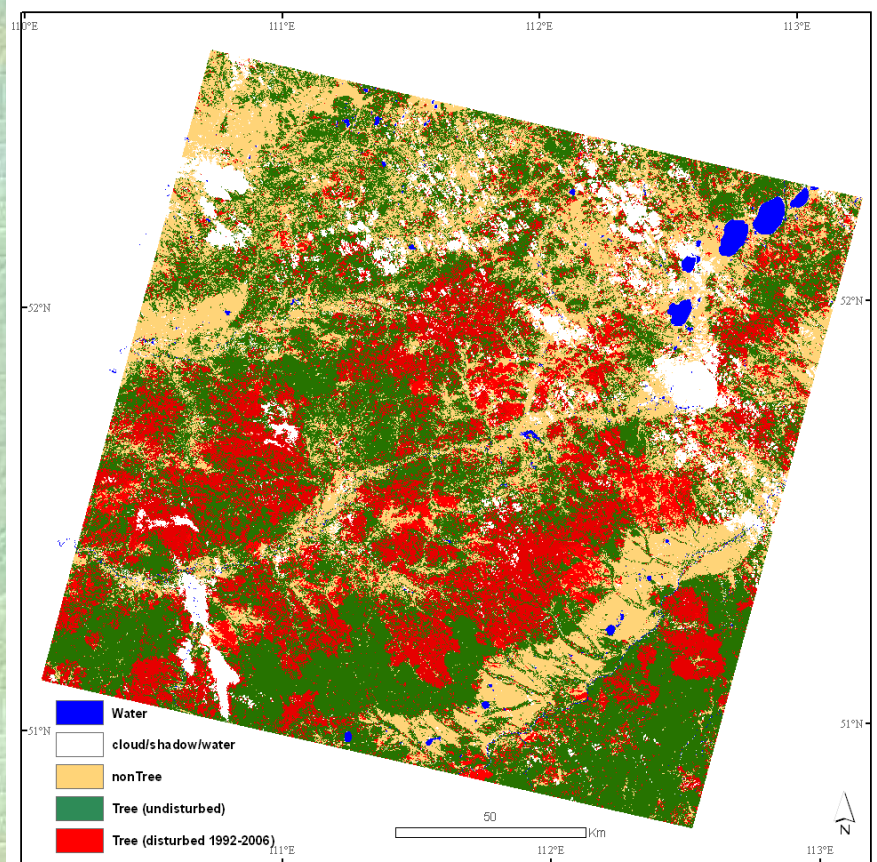 110°E 111°E 112°E 113°E
52°N 52°N
51°N 51°N
Water
cloud/shadow/water
nonTree
Tree (undisturbed)
Tree (disturbed 1992-2006)
50
Km
N
111°E 112°E 113°E